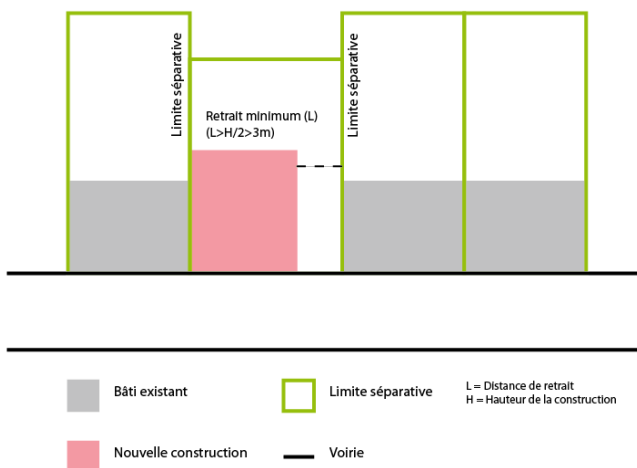 Limite séparative
Limite séparative
Retrait minimum (L)
(L>H/2>3m)
Bâti existant
Limite séparative
L = Distance de retrait
H = Hauteur de la construction
Nouvelle construction
Voirie